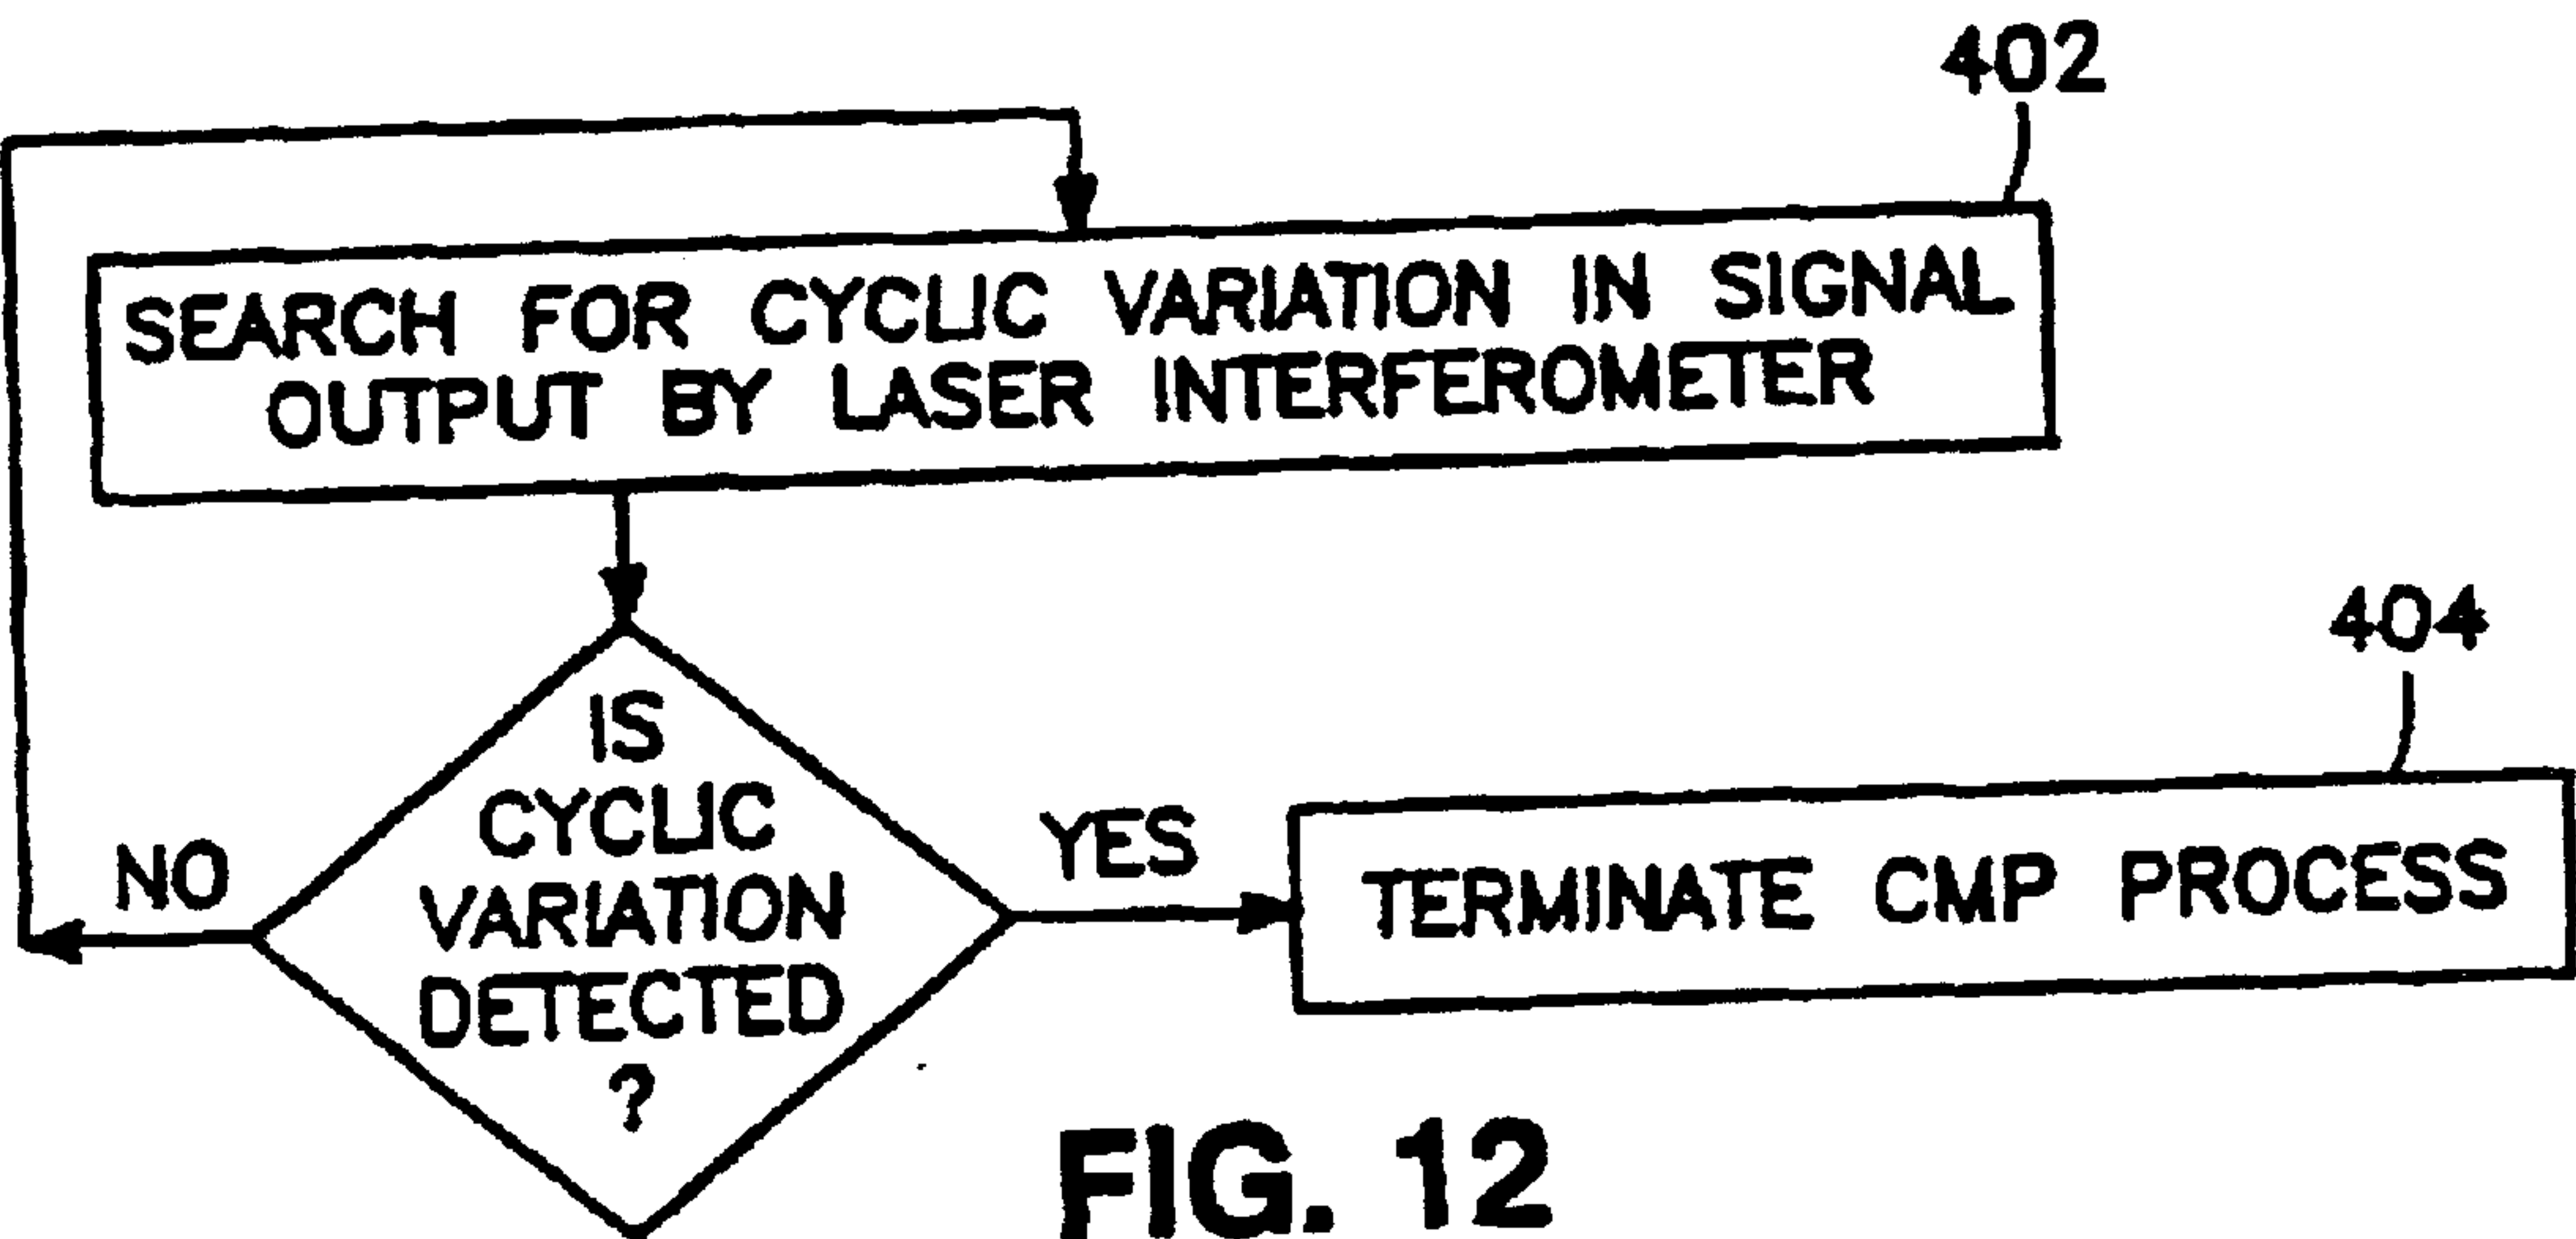 402
SEARCH FOR CYCLIC VARIATION IN SIGNAL
OUTPUT BY LASER INTERFEROMETER
404
IS
CYCLIC
VARIATION
DETECTED
?
NO
YES
TERMINATE CMP PROCESS
FIG. 12